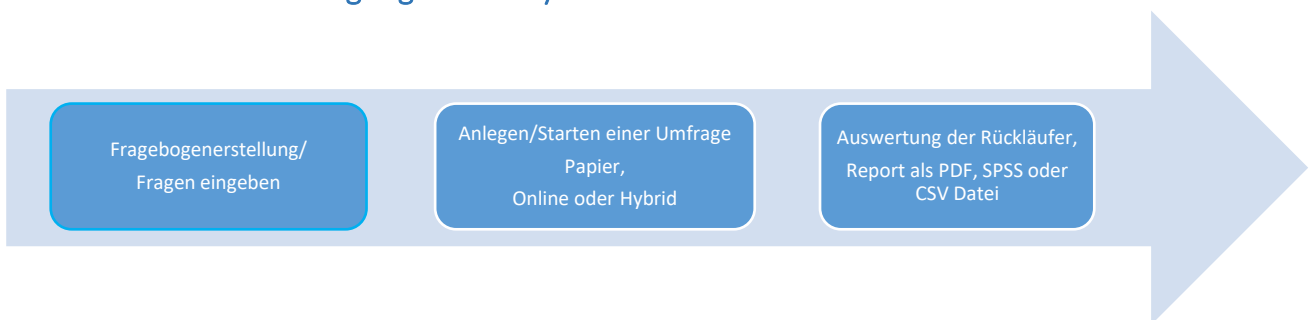 Fragebogenerstellung/
Fragen eingeben
Anlegen/Starten einer Umfrage
Papier,
Online oder Hybrid
Auswertung der Rückläufer,
Report als PDF, SPSS oder
CSV Datei